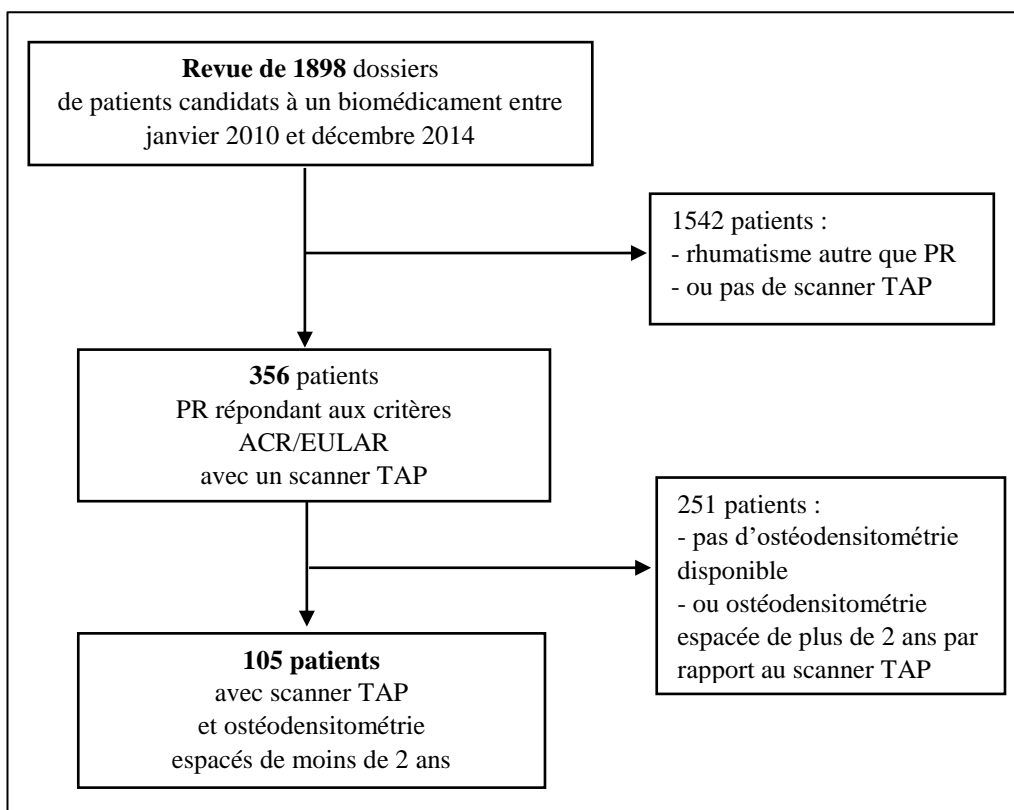 Revue de 1898 dossiers
de patients candidats à un biomédicament entre
janvier 2010 et décembre 2014
1542 patients :
- rhumatisme autre que PR
- ou pas de scanner TAP
356 patients
PR répondant aux critères
ACR/EULAR
avec un scanner TAP
251 patients :
- pas d’ostéodensitométrie
disponible
- ou ostéodensitométrie
espacée de plus de 2 ans par
rapport au scanner TAP
105 patients
avec scanner TAP
et ostéodensitométrie
espacés de moins de 2 ans